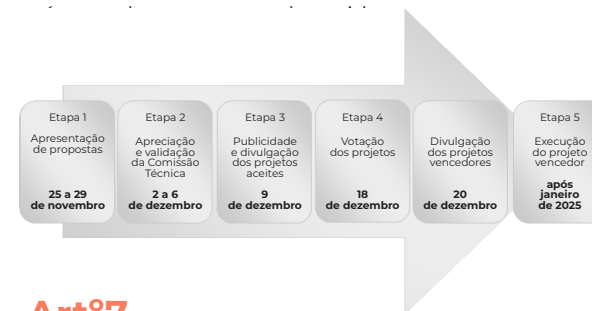 Etapa 1
Apresentação
de propostas
25 a 29
de novembro
Etapa 2
Apreciação
e validação
da Comissão
Técnica
2 a 6
de dezembro
Etapa 3
Publicidade
e divulgação
dos projetos
aceites
9
de dezembro
Etapa 4
Votação
dos projetos
18
de dezembro
Divulgação
dos projetos
vencedores
20
de dezembro
Etapa 5
Execução
do projeto
vencedor
após
janeiro
de 2025
Artº7